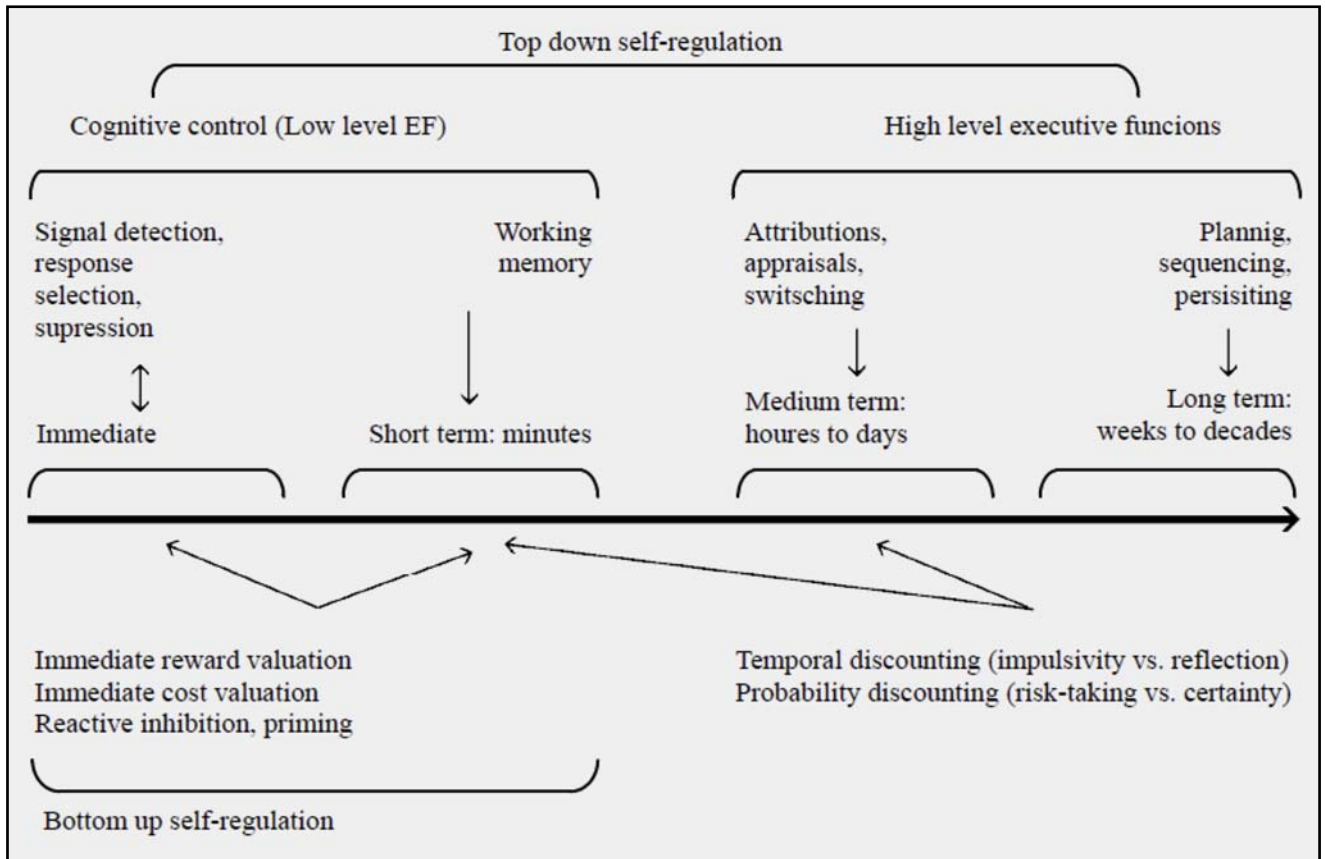 Top down self-regulation
Cognitive control (Low level EF)
High level executive funcions
Signal detection,
response
selection,
supression
Working
memory
Attributions,
appraisals,
switsching
Plannig,
sequencing,
persisiting
Immediate
Short term: minutes
Medium term:
houres to days
Long term:
weeks to decades
Immediate reward valuation
Immediate cost valuation
Reactive inhibition, priming
Temporal discounting (impulsivity vs. reflection)
Probability discounting (risk-taking vs. certainty)
Bottom up self-regulation